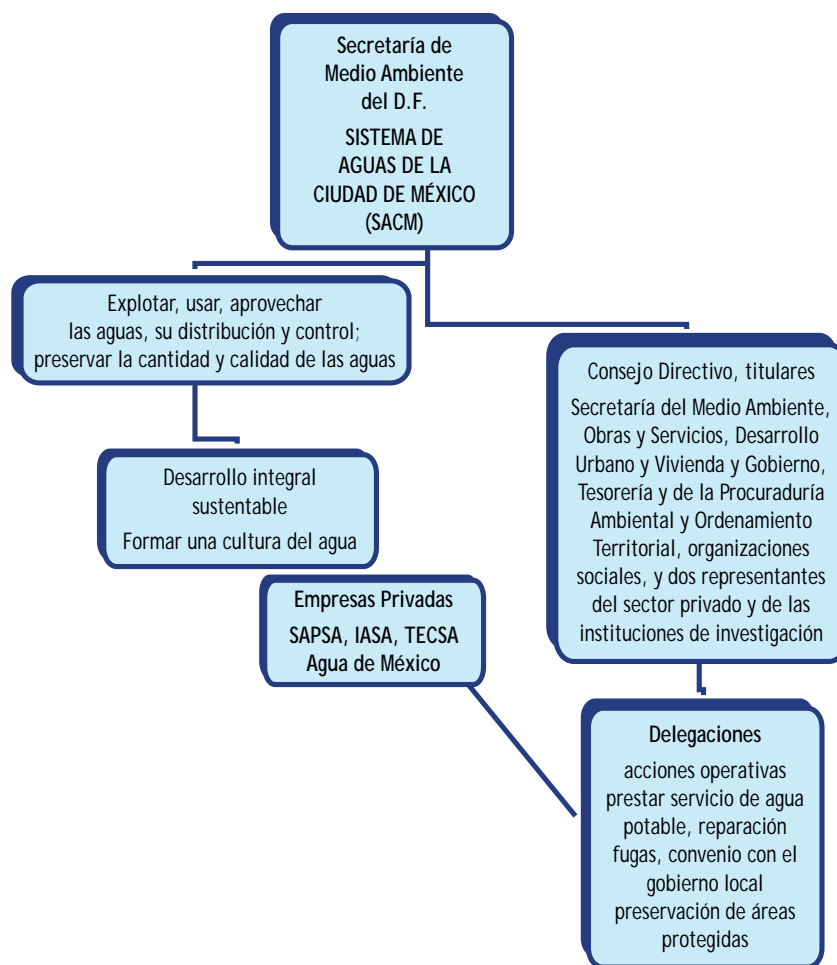 Secretaría de
Medio Ambiente
del D.F.
SISTEMA DE
AGUAS DE LA
CIUDAD DE MÉXICO
(SACM)
Explotar, usar, aprovechar
las aguas, su distribución y control;
preservar la cantidad y calidad de las aguas
Desarrollo integral
sustentable
Formar una cultura del agua
Consejo Directivo, titulares
Secretaría del Medio Ambiente,
Obras y Servicios, Desarrollo
Urbano y Vivienda y Gobierno,
Tesorería y de la Procuraduría
Ambiental y Ordenamiento
Territorial, organizaciones
sociales, y dos representantes
del sector privado y de las
instituciones de investigación
Empresas Privadas
SAPSA, IASA, TECSA
Agua de México
Delegaciones
acciones operativas
prestar servicio de agua
potable, reparación
fugas, convenio con el
gobierno local
preservación de áreas
protegidas